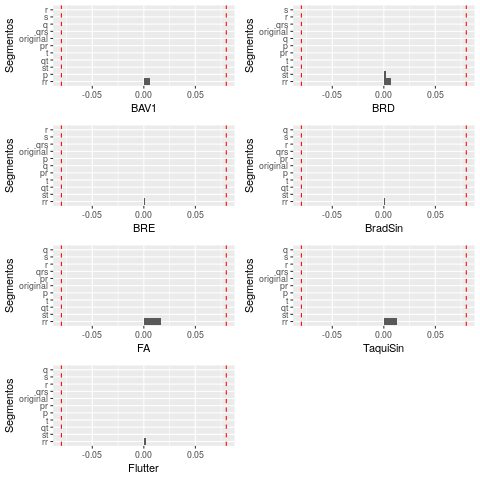 Segmentos
r
s
q
qrs
original
pr
t
qt
st
p
rr
-0.05 0.00 0.05
BAV1
Segmentos
s
r
qrs
original
q
p
pr
t
qt
st
rr
-0.05 0.00 0.05
BRD
Segmentos
q
s
r
qrs
original
p
pr
t
qt
st
rr
-0.05 0.00 0.05
BRE
Segmentos
q
s
r
qrs
original
p
pr
t
qt
st
rr
-0.05 0.00 0.05
BradSin
Segmentos
q
s
r
qrs
pr
original
p
t
qt
st
rr
-0.05 0.00 0.05
FA
Segmentos
q
s
r
qrs
original
pr
p
t
qt
st
rr
-0.05 0.00 0.05
TaquiSin
Segmentos
q
s
r
qrs
original
pr
p
t
qt
st
rr
-0.05 0.00 0.05
Flutter